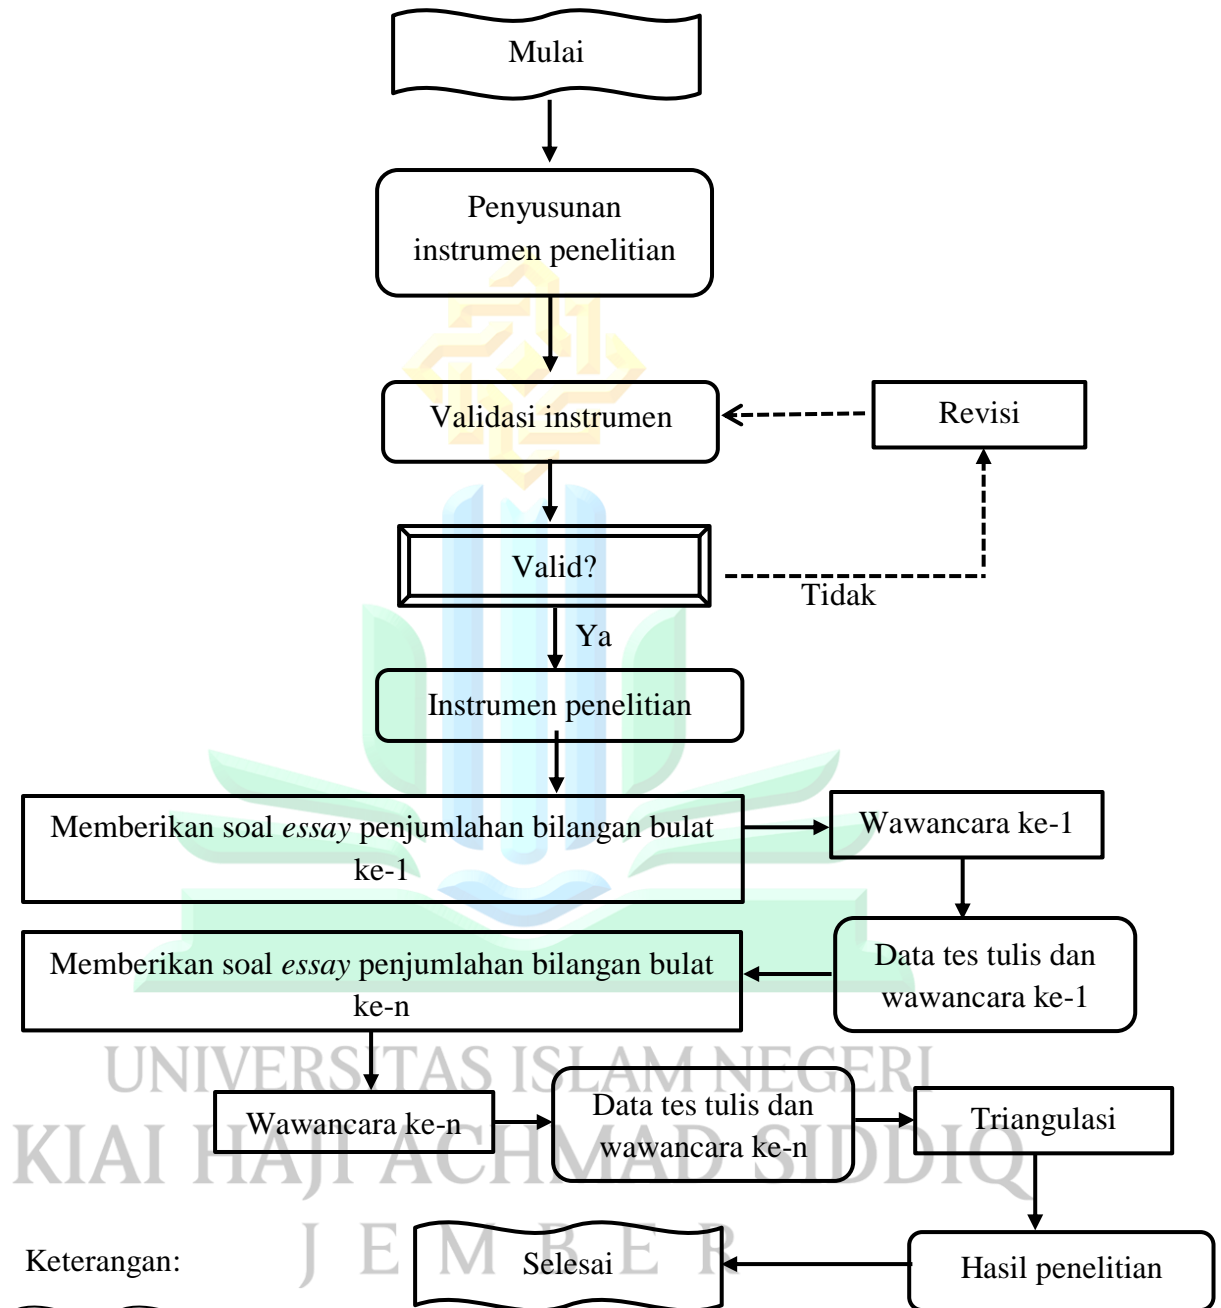 Mulai
Penyusunan
instrumen penelitian
Validasi instrumen
Revisi
Valid?
Tidak
Ya
Instrumen penelitian
Memberikan soal essay penjumlahan bilangan bulat
ke-1
Wawancara ke-1
Data tes tulis dan
wawancara ke-1
Memberikan soal essay penjumlahan bilangan bulat
ke-n
UNIVERSITAS ISLAM NEGERI
Wawancara ke-n
Data tes tulis dan
wawancara ke-n
Triangulasi
KIAI HAJI ACHMAD SIDDIQ
JEMBER
Keterangan:
Selesai
Hasil penelitian